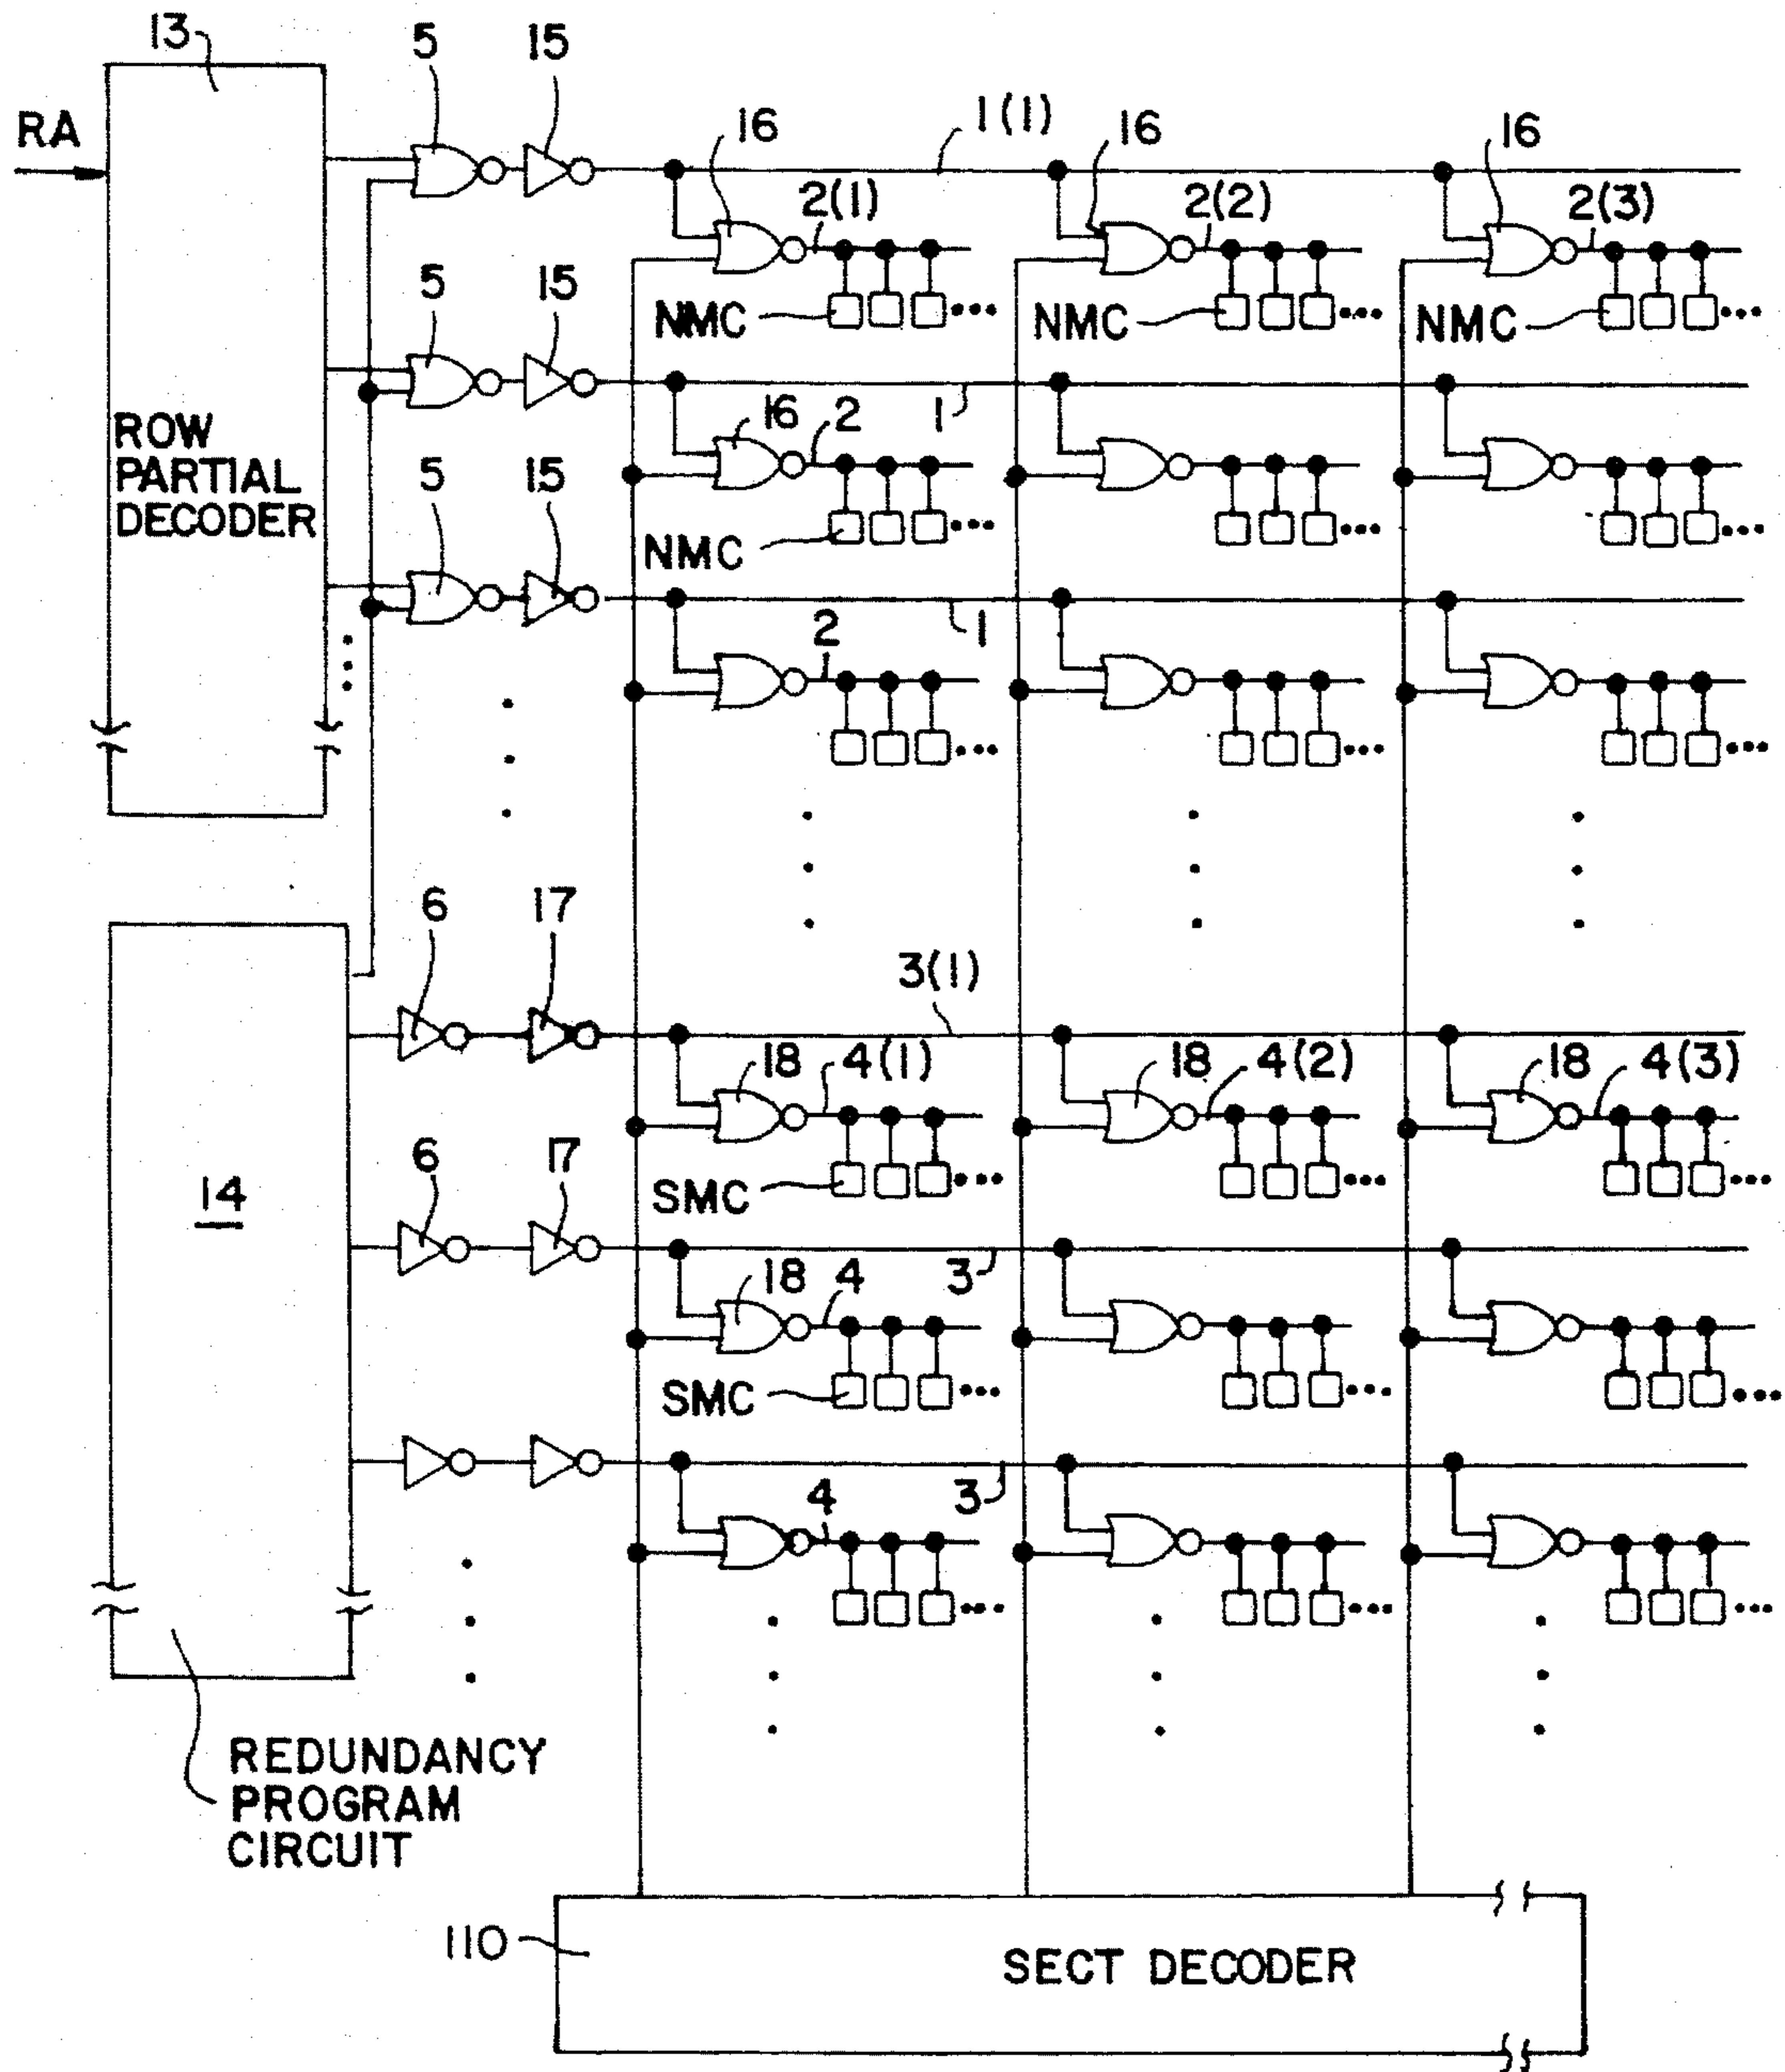 13
5
15
RA
16
1(1)
16
16
2(1)
2(2)
2(3)
NMC
NMC
NMC
5
15
16
2
1
ROW
PARTIAL
DECODER
5
15
NMC
2
1
6
17
3(1)
18
4(1)
18
4(2)
18
4(3)
14
SMC
6
17
18
4
3
SMC
4
3
REDUNDANCY
PROGRAM
CIRCUIT
110
SECT DECODER